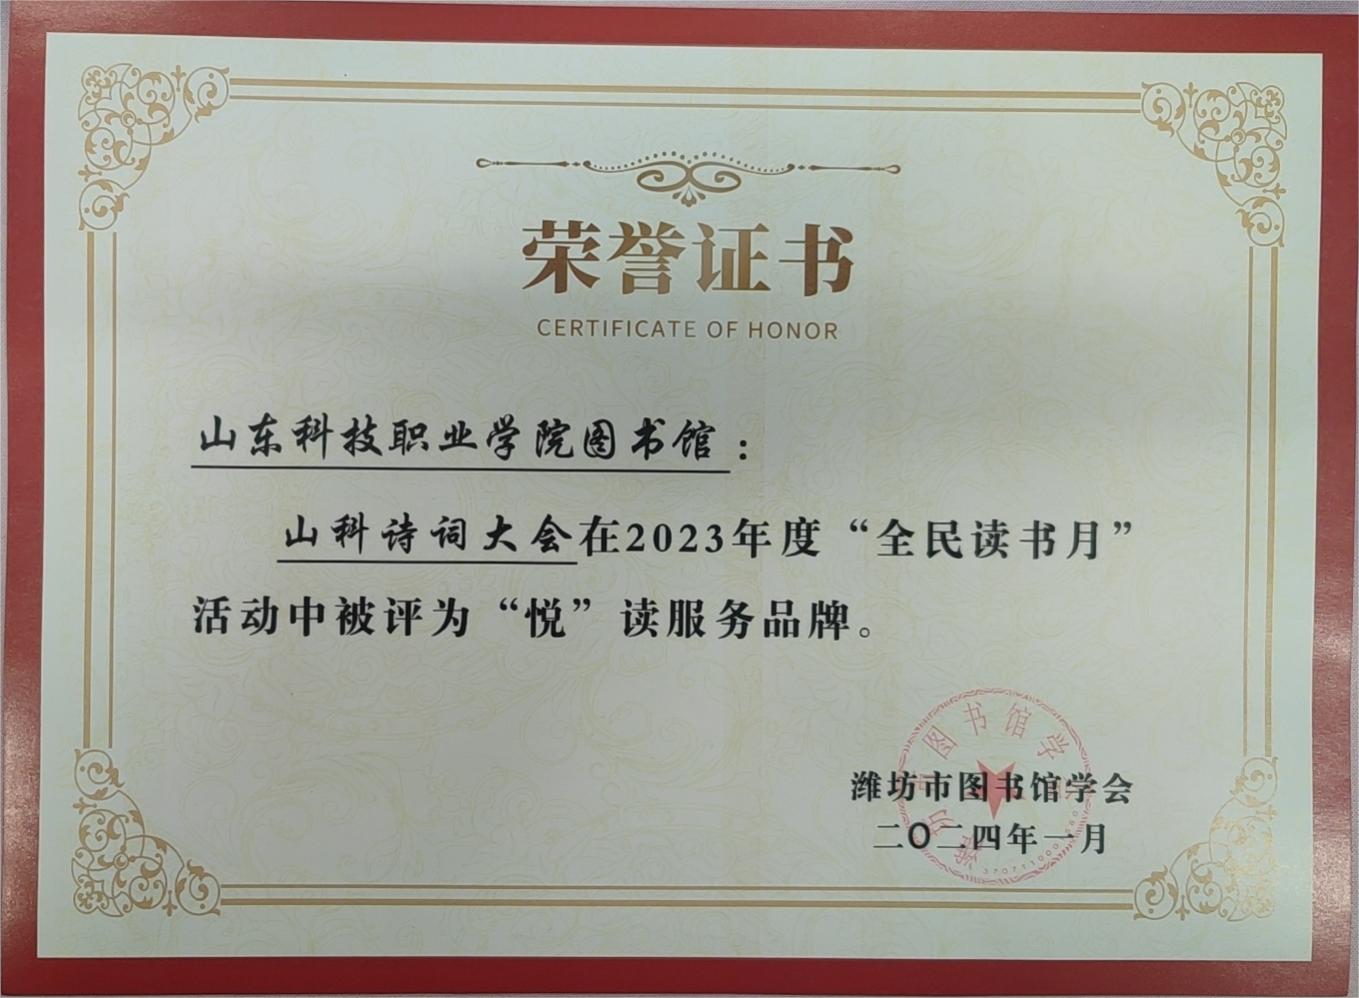 荣誉证书
CERTIFICATE OF HONOR
山东科技职业学院图书馆：
山科诗词大会在2023年度“全民读书月”
活动中被评为“悦”读服务品牌。
潍坊市图书馆学会
二〇二四年一月